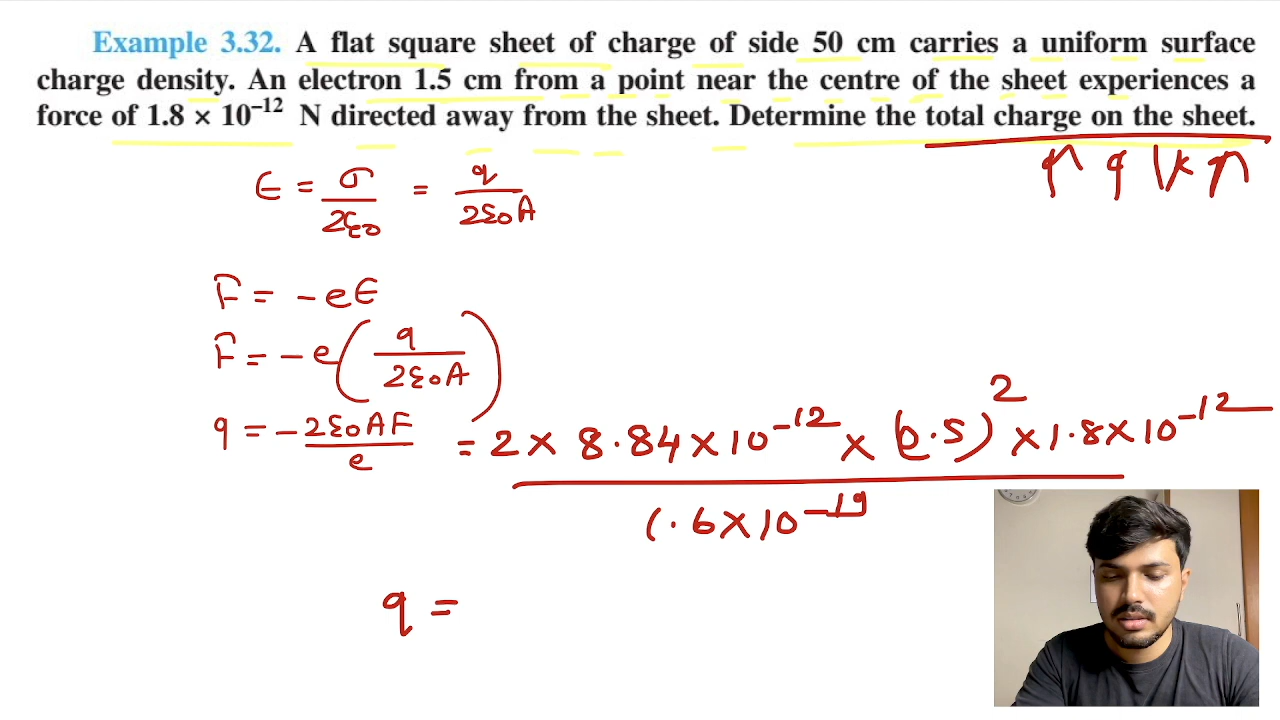 Example 3.32. A flat square sheet of charge of side 50 cm carries a uniform surface
charge density. An electron 1.5 cm from a point near the centre of the sheet experiences a
force of 1.8 × 10⁻¹² N directed away from the sheet. Determine the total charge on the sheet.
E = σ/2ε₀ = q/2ε₀A
F = -eE
F = -e(q/2ε₀A)
q = -2ε₀AF/e = 2 × 8.84 × 10⁻¹² × (0.5)² × 1.8 × 10⁻¹² / 1.6 × 10⁻¹⁹
q =